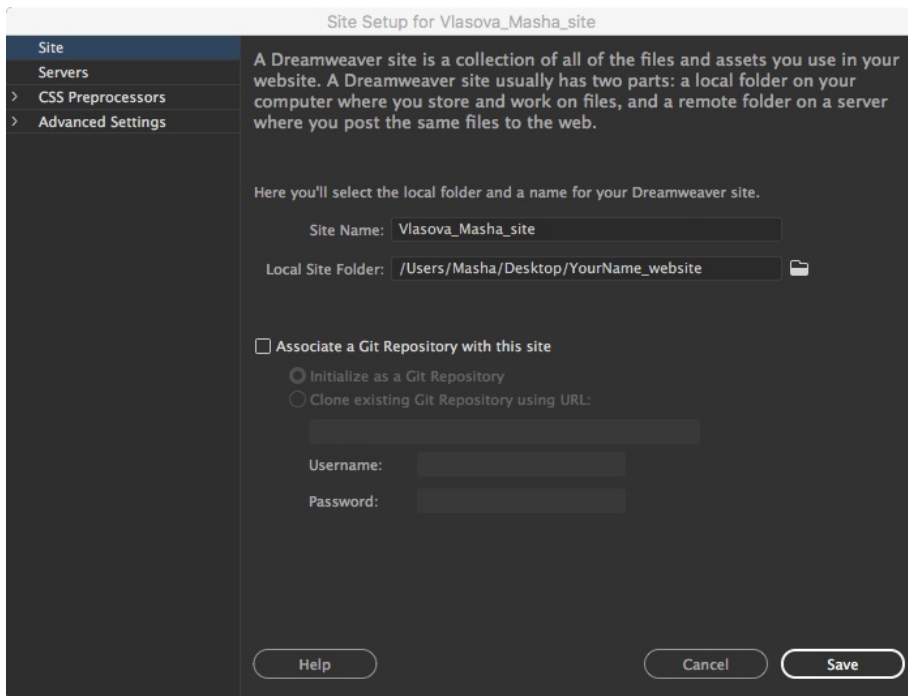 Site Setup for Vlasova_Masha_site
Site
Servers
CSS Preprocessors
Advanced Settings
A Dreamweaver site is a collection of all of the files and assets you use in your
website. A Dreamweaver site usually has two parts: a local folder on your
computer where you store and work on files, and a remote folder on a server
where you post the same files to the web.
Here you'll select the local folder and a name for your Dreamweaver site.
Site Name: Vlasova_Masha_site
Local Site Folder: /Users/Masha/Desktop/YourName_website
Associate a Git Repository with this site
Initialize as a Git Repository
Clone existing Git Repository using URL:
Username:
Password:
Help Cancel Save